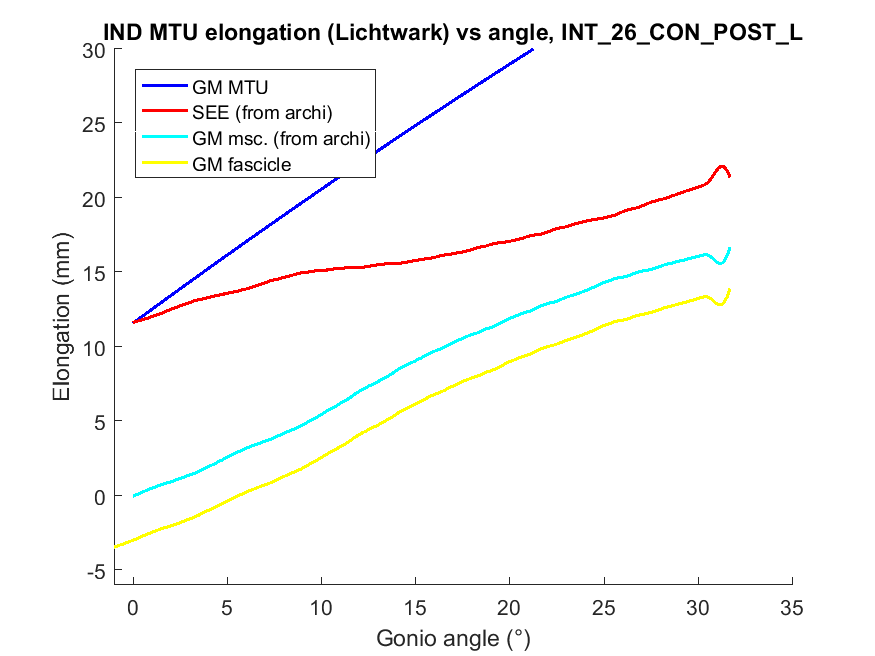 IND MTU elongation (Lichtwark) vs angle, INT_26_CON_POST_L
30
25
20
15
10
5
0
-5
Elongation (mm)
GM MTU
SEE (from archi)
GM msc. (from archi)
GM fascicle
0 5 10 15 20 25 30 35
Gonio angle (°)